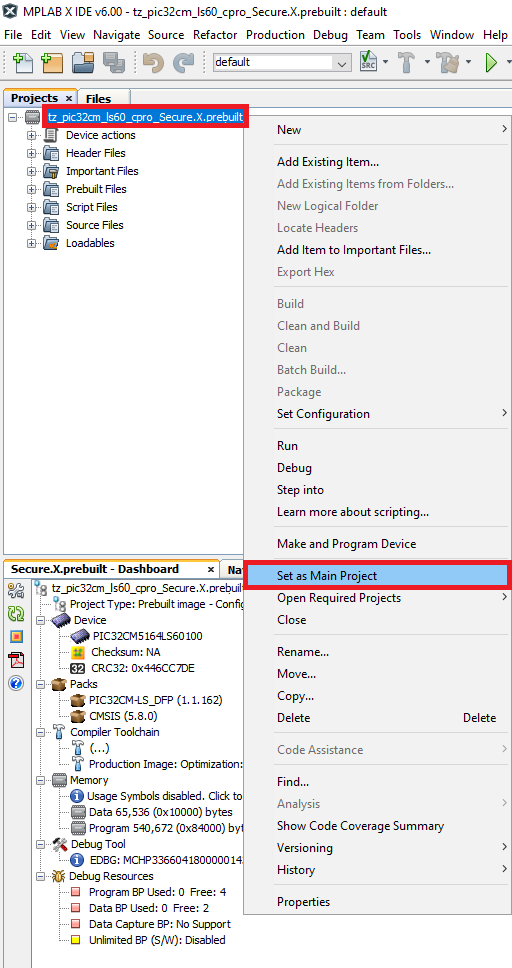 MPLAB X IDE v6.00 - tz_pic32cm_ls60_cpro_Secure.X.prebuilt : default
File Edit View Navigate Source Refactor Production Debug Team Tools Window Help
default
SRC
Projects × Files
tz_pic32cm_ls60_cpro_Secure.X.prebuilt
Device actions
Header Files
Important Files
Prebuilt Files
Script Files
Source Files
Loadables
New
Add Existing Item...
Add Existing Items from Folders...
New Logical Folder
Locate Headers
Add Item to Important Files...
Export Hex
Build
Clean and Build
Clean
Batch Build...
Package
Set Configuration
Run
Debug
Step into
Learn more about scripting...
Make and Program Device
Set as Main Project
Open Required Projects
Close
Rename...
Move...
Copy...
Delete Delete
Code Assistance
Find...
Analysis
Show Code Coverage Summary
Versioning
History
Properties
Secure.X.prebuilt - Dashboard × Na
tz_pic32cm_ls60_cpro_Secure.X.prebuilt
Project Type: Prebuilt image - Config
Device
PIC32CM5164LS60100
Checksum: NA
32 CRC32: 0x446CC7DE
Packs
PIC32CM-LS_DFP (1.1.162)
CMSIS (5.8.0)
Compiler Toolchain
(...)
Production Image: Optimization:
Memory
Usage Symbols disabled. Click to
Data 65,536 (0x10000) bytes
Program 540,672 (0x84000) byt
Debug Tool
EDBG: MCHP3366041800000143
Debug Resources
Program BP Used: 0 Free: 4
Data BP Used: 0 Free: 2
Data Capture BP: No Support
Unlimited BP (S/W): Disabled